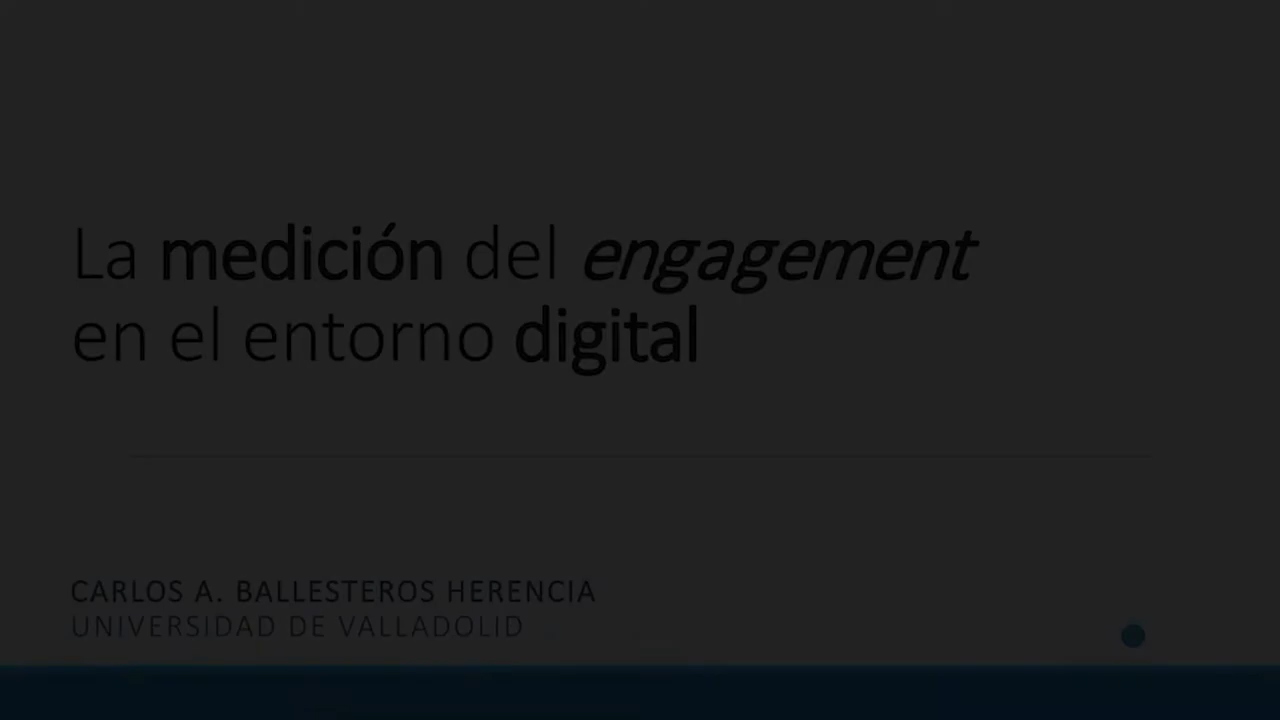 La medición del engagement
en el entorno digital
CARLOS A. BALLESTEROS HERENCIA
UNIVERSIDAD DE VALLADOLID